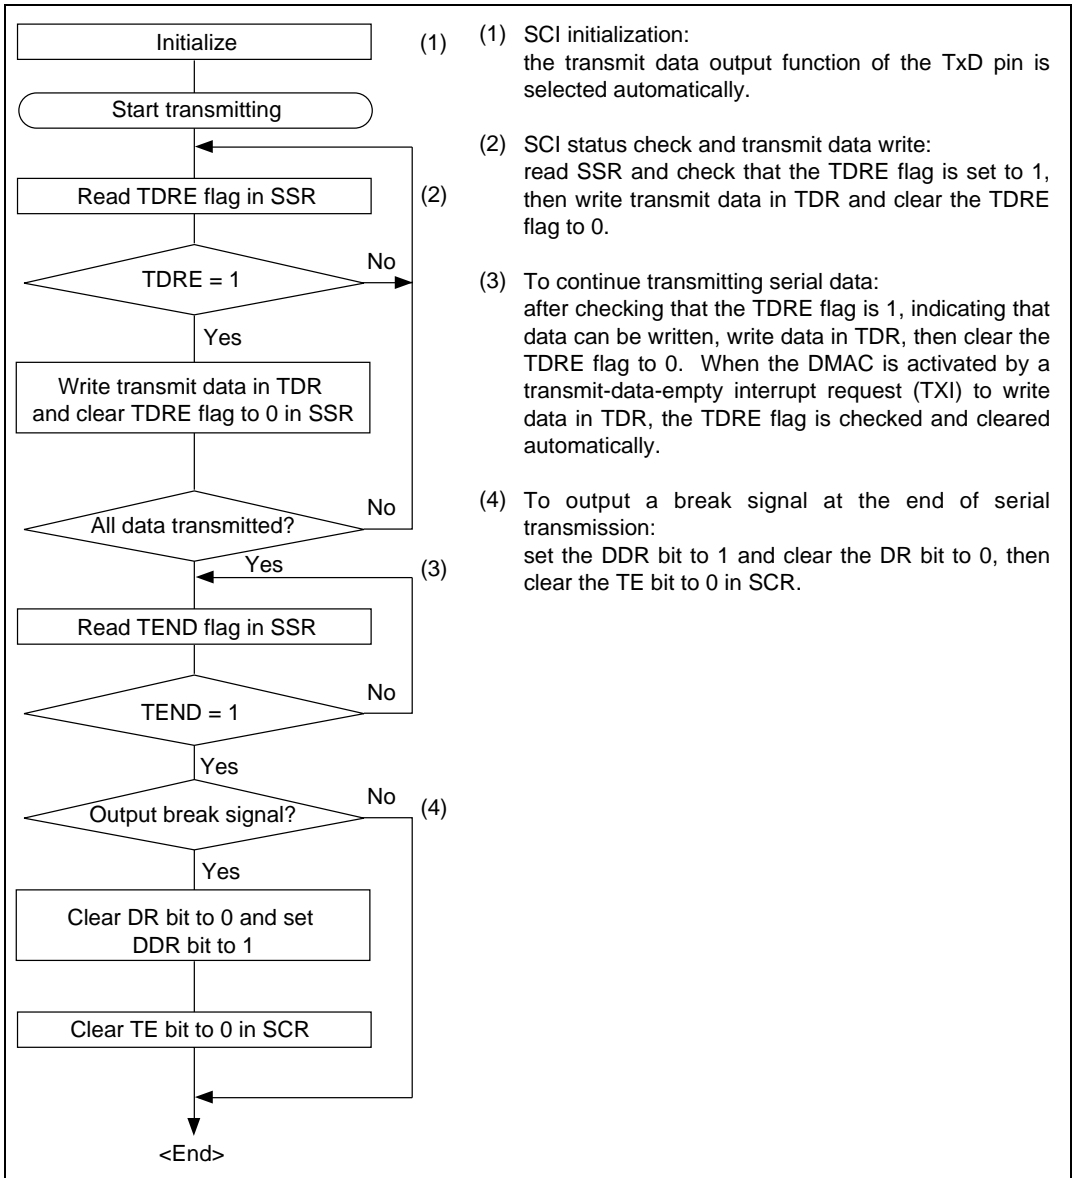 Initialize
(1)
Start transmitting
Read TDRE flag in SSR
(2)
TDRE = 1
No
Yes
Write transmit data in TDR
and clear TDRE flag to 0 in SSR
All data transmitted?
No
Yes
(3)
Read TEND flag in SSR
TEND = 1
No
Yes
Output break signal?
No
(4)
Yes
Clear DR bit to 0 and set
DDR bit to 1
Clear TE bit to 0 in SCR
<End>
(1) SCI initialization:
the transmit data output function of the TxD pin is
selected automatically.
(2) SCI status check and transmit data write:
read SSR and check that the TDRE flag is set to 1,
then write transmit data in TDR and clear the TDRE
flag to 0.
(3) To continue transmitting serial data:
after checking that the TDRE flag is 1, indicating that
data can be written, write data in TDR, then clear the
TDRE flag to 0. When the DMAC is activated by a
transmit-data-empty interrupt request (TXI) to write
data in TDR, the TDRE flag is checked and cleared
automatically.
(4) To output a break signal at the end of serial
transmission:
set the DDR bit to 1 and clear the DR bit to 0, then
clear the TE bit to 0 in SCR.